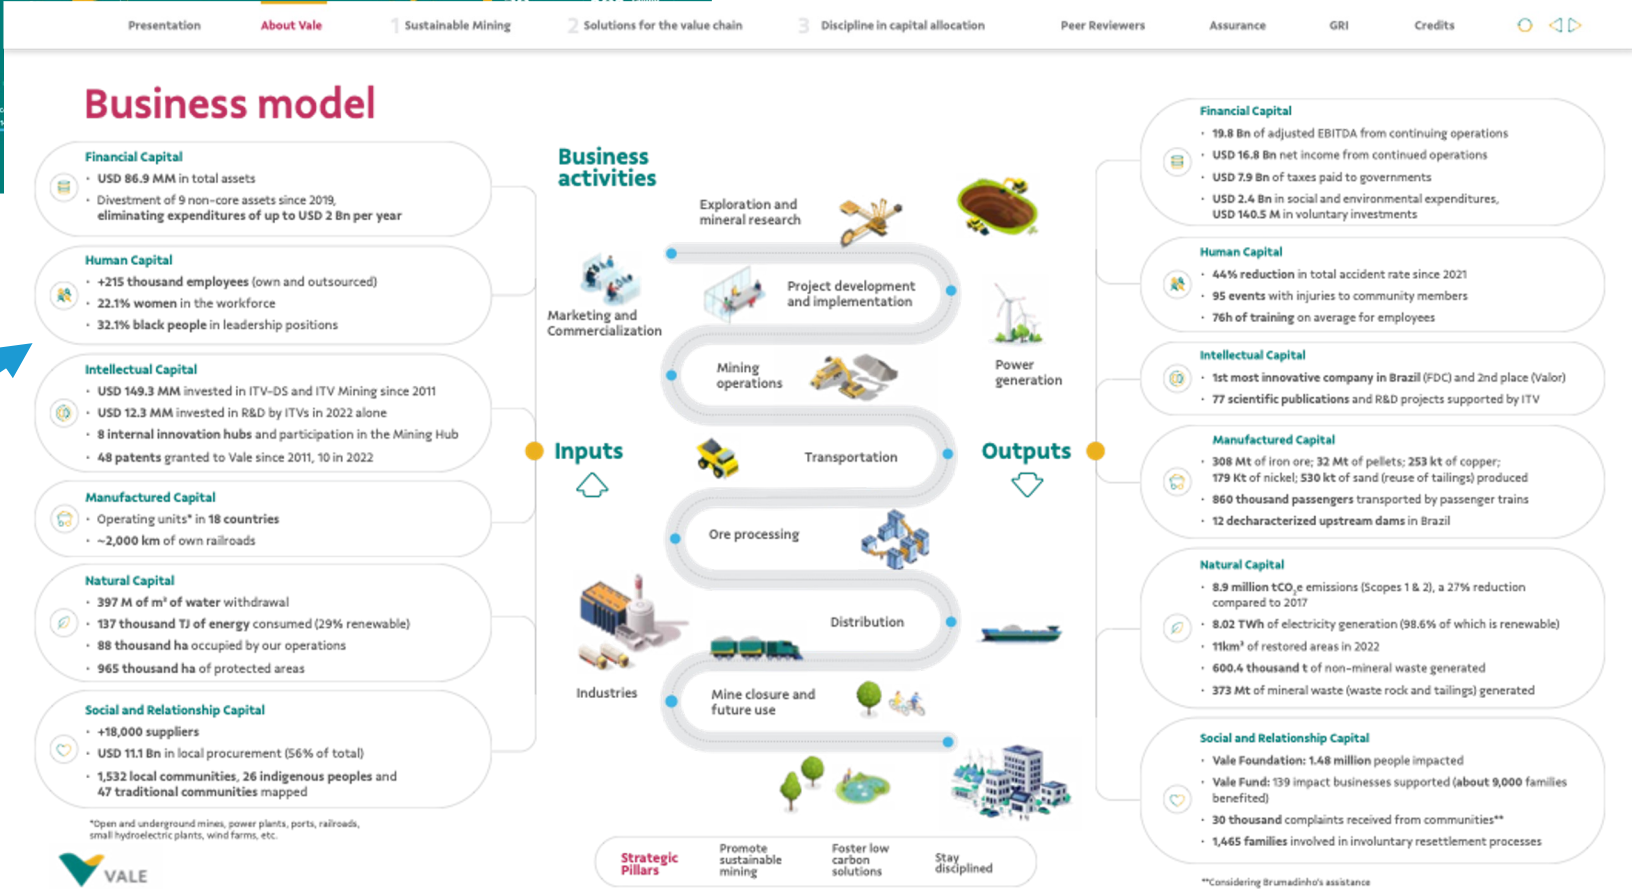 Presentation
About Vale
1 Sustainable Mining
2 Solutions for the value chain
3 Discipline in capital allocation
Peer Reviewers
Assurance
GRI
Credits
Business model
Financial Capital
· USD 86.9 MM in total assets
· Divestment of 9 non-core assets since 2019,
eliminating expenditures of up to USD 2 Bn per year
Human Capital
· +215 thousand employees (own and outsourced)
· 22.1% women in the workforce
· 32.1% black people in leadership positions
Intellectual Capital
· USD 149.3 MM invested in ITV-DS and ITV Mining since 2011
· USD 12.3 MM invested in R&D by ITVs in 2022 alone
· 8 internal innovation hubs and participation in the Mining Hub
· 48 patents granted to Vale since 2011, 10 in 2022
Manufactured Capital
· Operating units* in 18 countries
· ~2,000 km of own railroads
Natural Capital
· 397 M of m³ of water withdrawal
· 137 thousand TJ of energy consumed (29% renewable)
· 88 thousand ha occupied by our operations
· 965 thousand ha of protected areas
Social and Relationship Capital
· +18,000 suppliers
· USD 11.1 Bn in local procurement (56% of total)
· 1,532 local communities, 26 indigenous peoples and
47 traditional communities mapped
*Open and underground mines, power plants, ports, railroads,
small hydroelectric plants, wind farms, etc.
VALE
Inputs
Business
activities
Exploration and
mineral research
Marketing and
Commercialization
Project development
and implementation
Mining
operations
Power
generation
Transportation
Ore processing
Distribution
Industries
Mine closure and
future use
Strategic
Pillars
Promote
sustainable
mining
Foster low
carbon
solutions
Stay
disciplined
Outputs
Financial Capital
· 19.8 Bn of adjusted EBITDA from continuing operations
· USD 16.8 Bn net income from continued operations
· USD 7.9 Bn of taxes paid to governments
· USD 2.4 Bn in social and environmental expenditures,
USD 140.5 M in voluntary investments
Human Capital
· 44% reduction in total accident rate since 2021
· 95 events with injuries to community members
· 76h of training on average for employees
Intellectual Capital
· 1st most innovative company in Brazil (FDC) and 2nd place (Valor)
· 77 scientific publications and R&D projects supported by ITV
Manufactured Capital
· 308 Mt of iron ore; 32 Mt of pellets; 253 kt of copper;
179 Kt of nickel; 530 kt of sand (reuse of tailings) produced
· 860 thousand passengers transported by passenger trains
· 12 decharacterized upstream dams in Brazil
Natural Capital
· 8.9 million tCO₂e emissions (Scopes 1 & 2), a 27% reduction
compared to 2017
· 8.02 TWh of electricity generation (98.6% of which is renewable)
· 11km² of restored areas in 2022
· 600.4 thousand t of non-mineral waste generated
· 373 Mt of mineral waste (waste rock and tailings) generated
Social and Relationship Capital
· Vale Foundation: 1.48 million people impacted
· Vale Fund: 139 impact businesses supported (about 9,000 families
benefited)
· 30 thousand complaints received from communities**
· 1,465 families involved in involuntary resettlement processes
**Considering Brumadinho's assistance